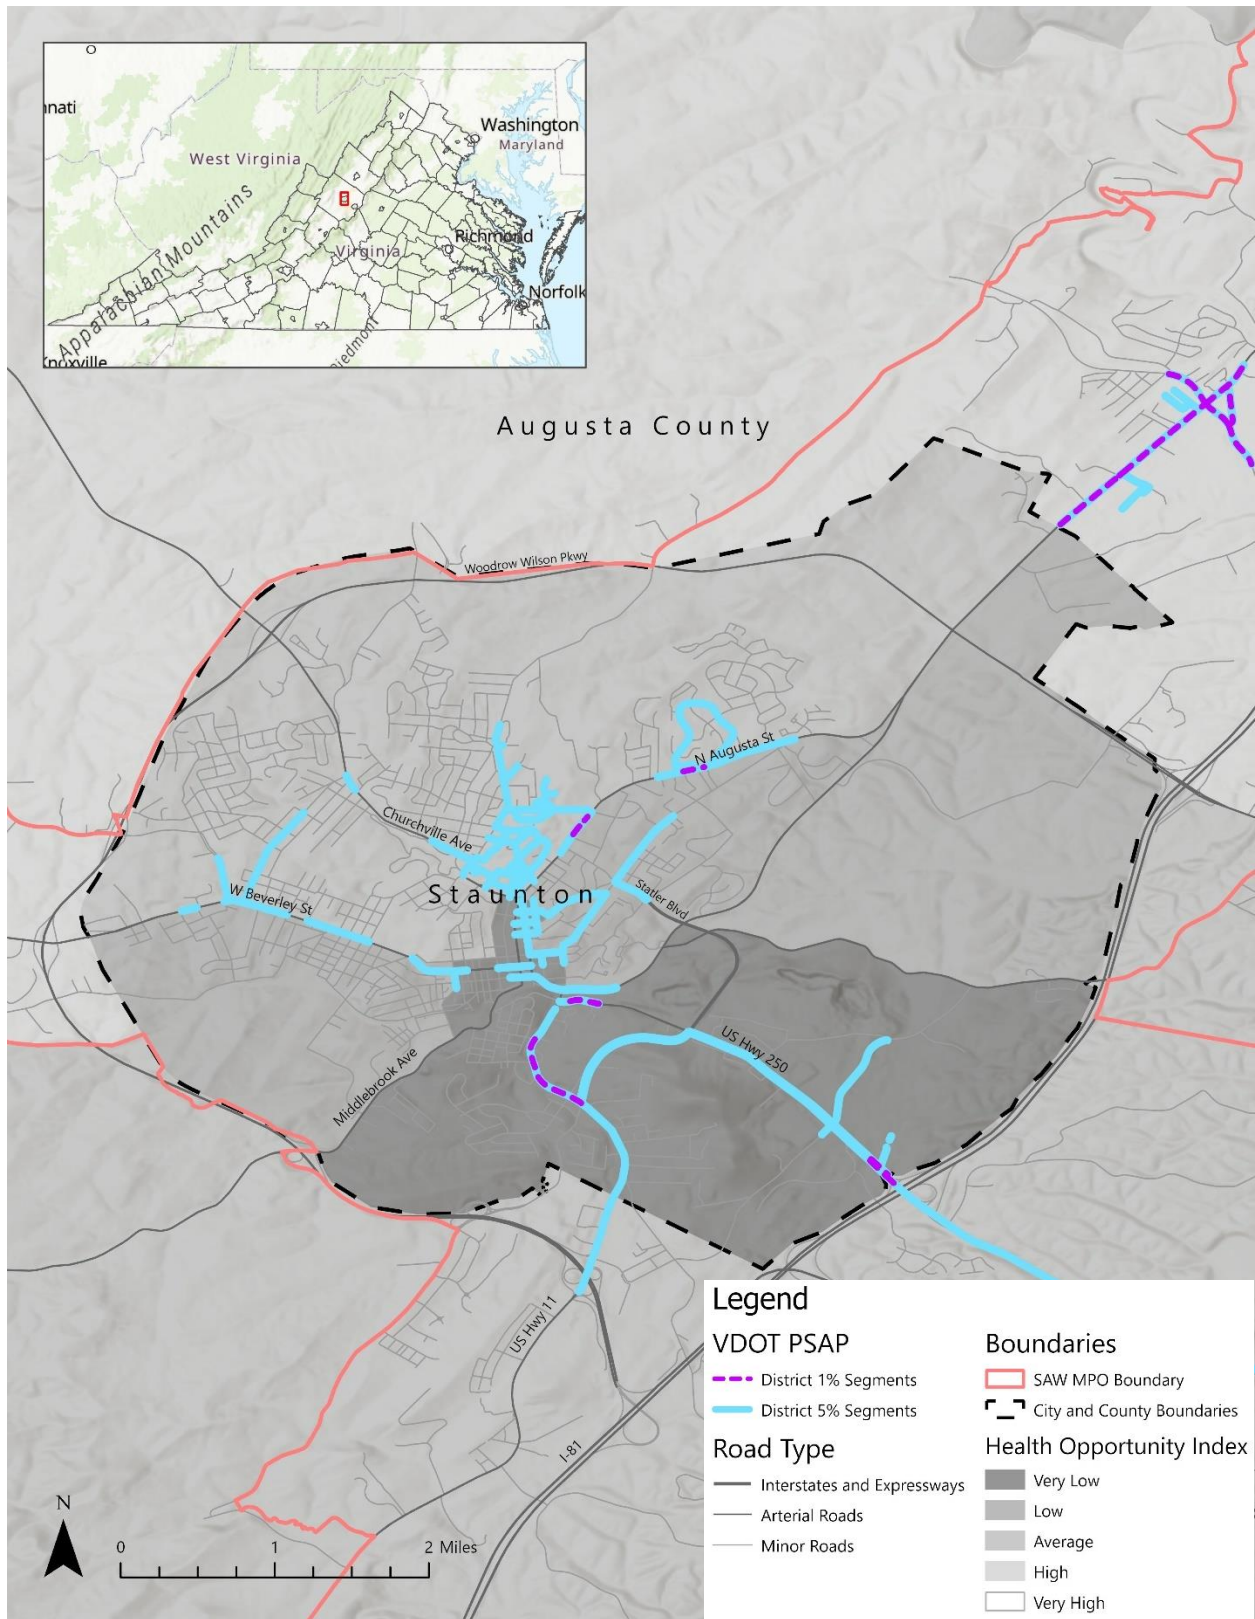 nnati
Washington
Maryland
West Virginia
Appalachian Mountains
Virginia
Richmond
Norfolk
Piedmont
Knoxville
Augusta County
Woodrow Wilson Pkwy
N Augusta St
Churchville Ave
Staunton
W Beverley St
Statler Blvd
US Hwy 250
Middlebrook Ave
US Hwy 11
I-81
N
0 1 2 Miles
Legend
VDOT PSAP
District 1% Segments
District 5% Segments
Road Type
Interstates and Expressways
Arterial Roads
Minor Roads
Boundaries
SAW MPO Boundary
City and County Boundaries
Health Opportunity Index
Very Low
Low
Average
High
Very High